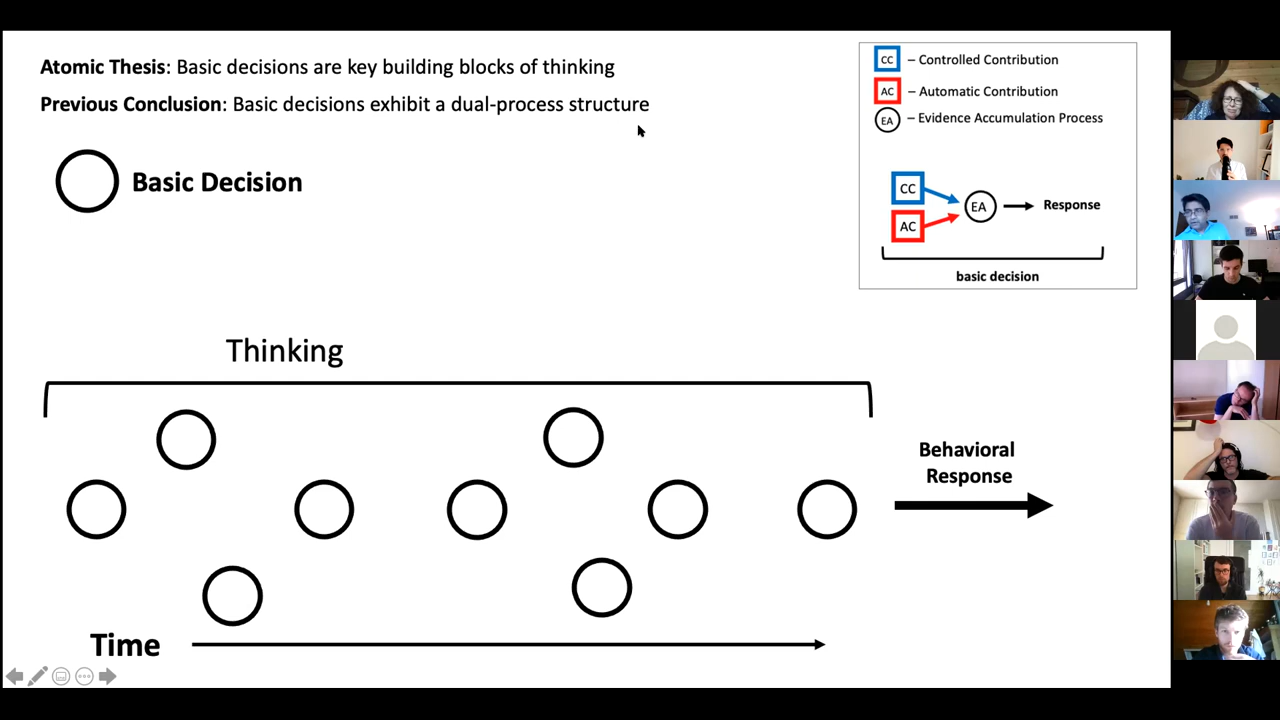 Atomic Thesis: Basic decisions are key building blocks of thinking
Previous Conclusion: Basic decisions exhibit a dual-process structure
Basic Decision
CC – Controlled Contribution
AC – Automatic Contribution
EA – Evidence Accumulation Process
CC
AC
EA
Response
basic decision
Thinking
Behavioral
Response
Time